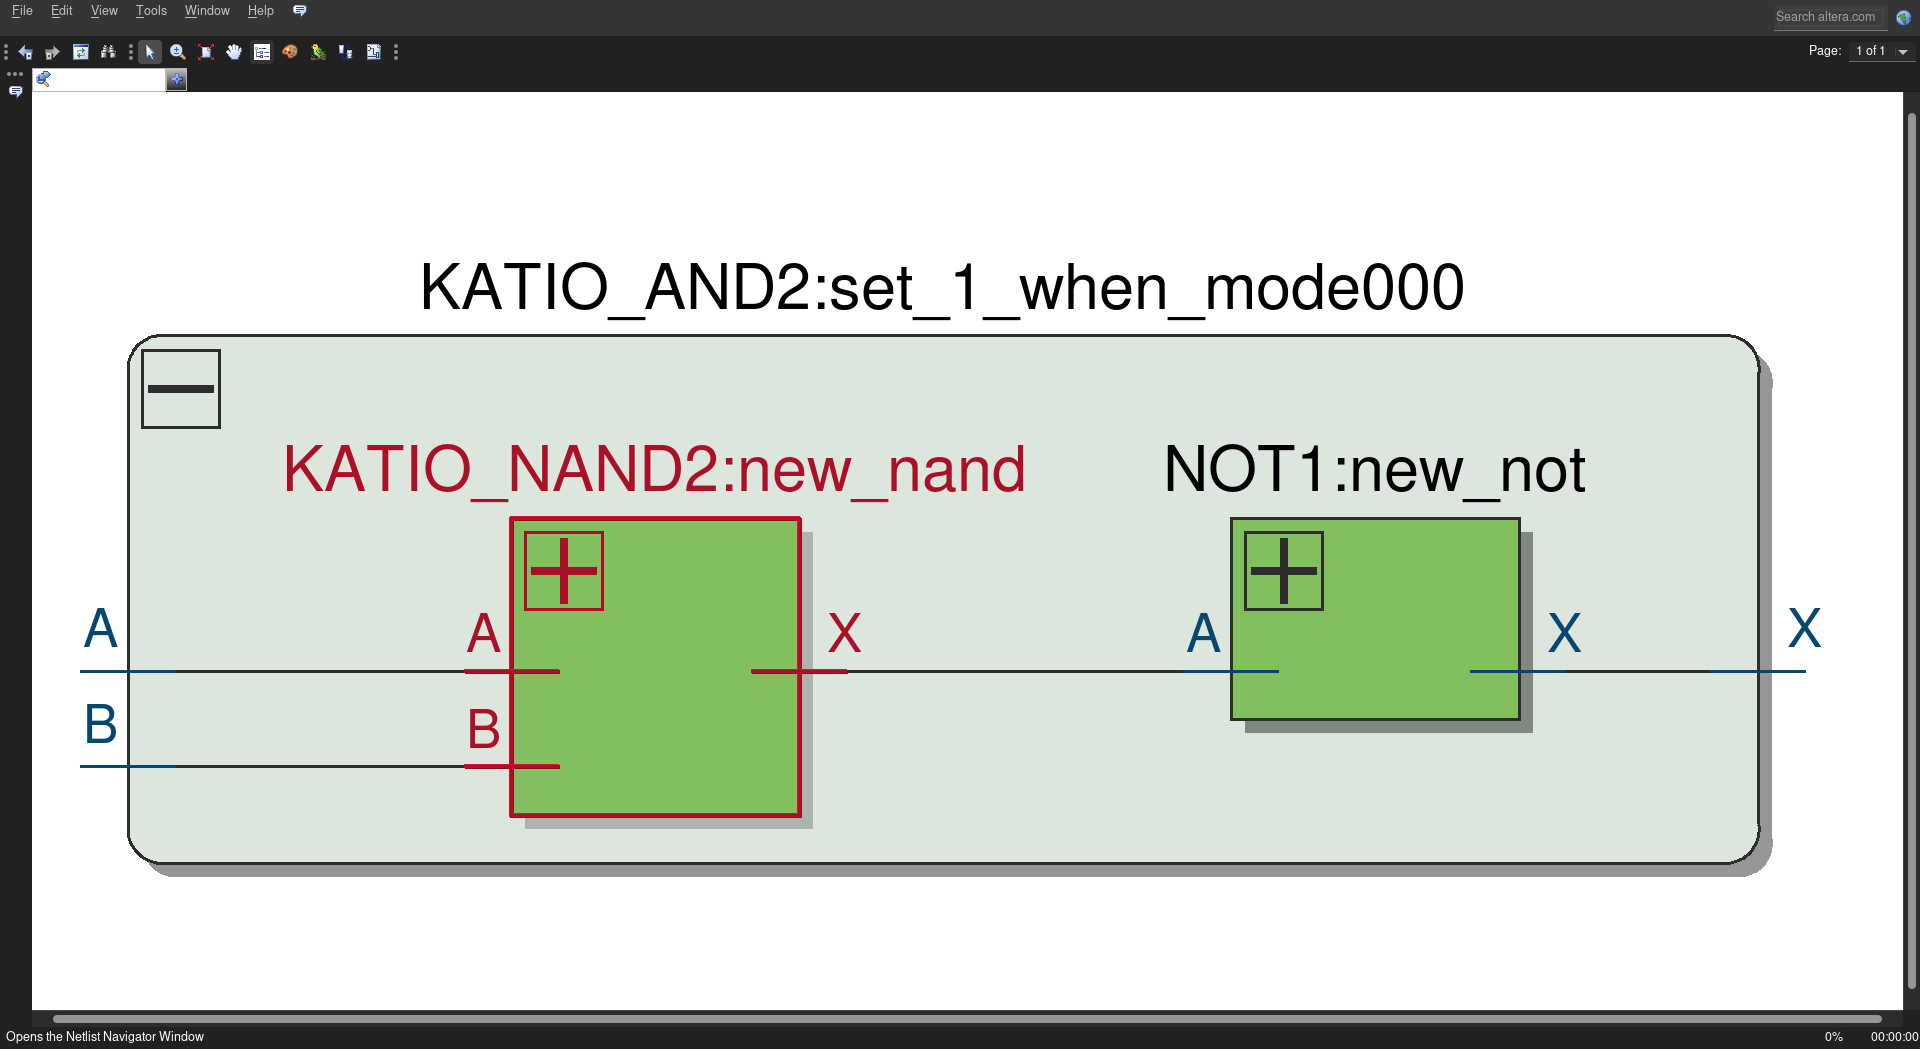 File Edit View Tools Window Help
Search altera.com
Page: 1 of 1
KATIO_AND2:set_1_when_mode000
KATIO_NAND2:new_nand NOT1:new_not
A A X A X X
B B
Opens the Netlist Navigator Window 0% 00:00:00